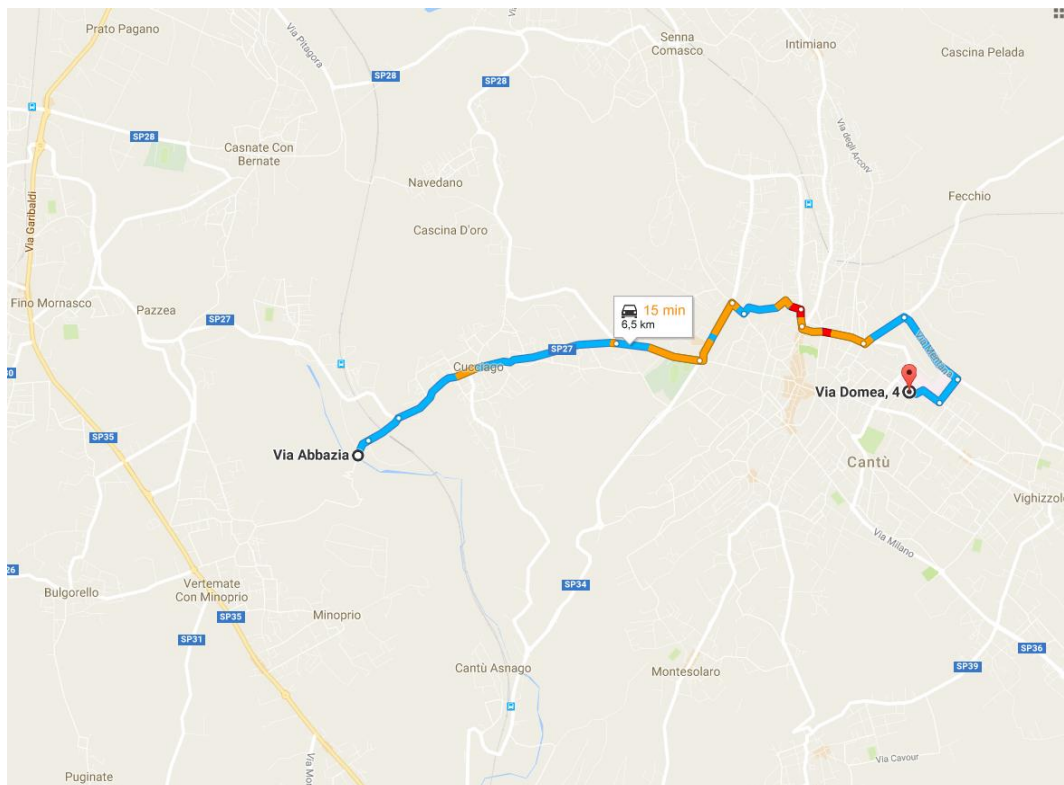 Prato Pagano
Via Pitagora
SP28
Senna
Comasco
Intimiano
Cascina Pelada
SP28
SP28
Casnate Con
Bernate
Navedano
Fecchio
Via Garibaldi
Cascina D'oro
Fino Mornasco
Pazzea
SP27
15 min
6,5 km
SP27
Cucciago
Via Domea, 4
SP35
Via Abbazia
Cantù
Vighizzolo
Via Milano
SP34
Bulgorello
Vertemate
Con Minoprio
SP35
Minoprio
SP31
SP36
Cantù Asnago
Montesolaro
SP39
Via Cavour
Puginate